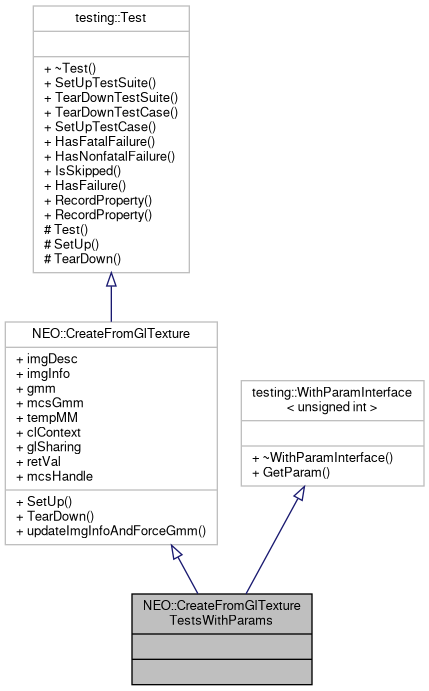 testing::Test
+ ~Test()
+ SetUpTestSuite()
+ TearDownTestSuite()
+ TearDownTestCase()
+ SetUpTestCase()
+ HasFatalFailure()
+ HasNonfatalFailure()
+ IsSkipped()
+ HasFailure()
+ RecordProperty()
+ RecordProperty()
# Test()
# SetUp()
# TearDown()
NEO::CreateFromGlTexture
+ imgDesc
+ imgInfo
+ gmm
+ mcsGmm
+ tempMM
+ clContext
+ glSharing
+ retVal
+ mcsHandle
+ SetUp()
+ TearDown()
+ updateImgInfoAndForceGmm()
testing::WithParamInterface
< unsigned int >
+ ~WithParamInterface()
+ GetParam()
NEO::CreateFromGlTexture
TestsWithParams